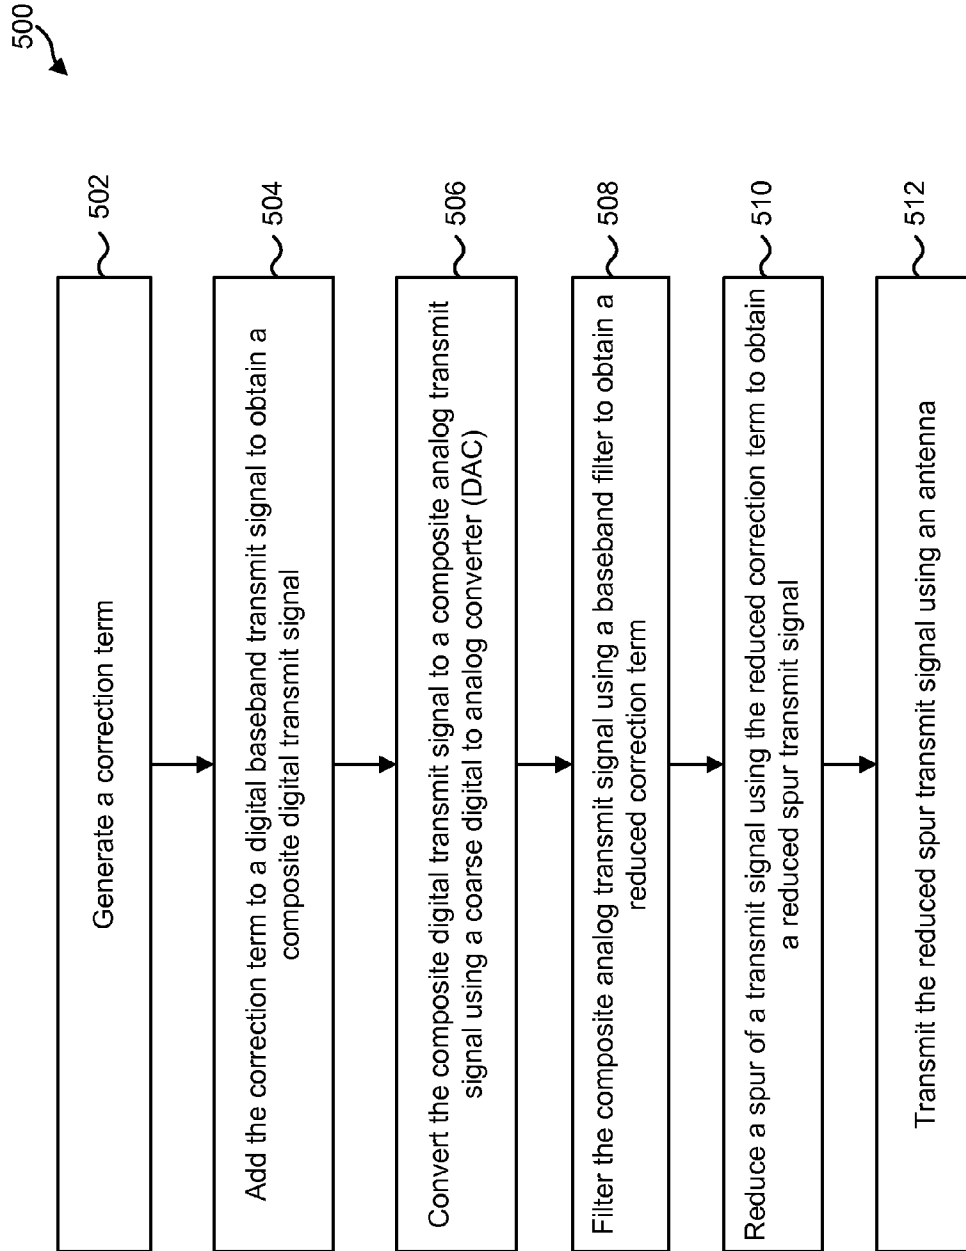 500
Generate a correction term
502
Add the correction term to a digital baseband transmit signal to obtain a
composite digital transmit signal
504
Convert the composite digital transmit signal to a composite analog transmit
signal using a coarse digital to analog converter (DAC)
506
Filter the composite analog transmit signal using a baseband filter to obtain a
reduced correction term
508
Reduce a spur of a transmit signal using the reduced correction term to obtain
a reduced spur transmit signal
510
Transmit the reduced spur transmit signal using an antenna
512